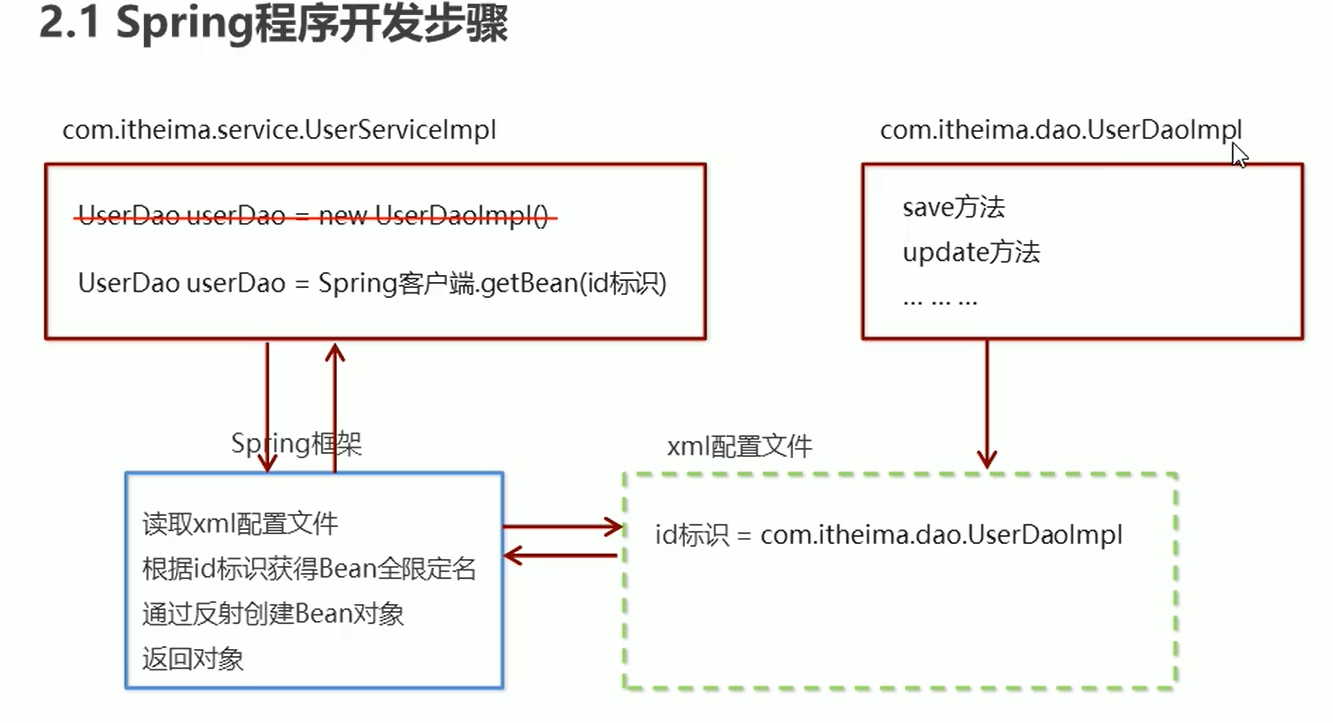 2.1 Spring程序开发步骤
com.itheima.service.UserServiceImpl
UserDao userDao = new UserDaoImpl()
UserDao userDao = Spring客户端.getBean(id标识)
com.itheima.dao.UserDaoImpl
save方法
update方法
... ... ...
Spring框架
读取xml配置文件
根据id标识获得Bean全限定名
通过反射创建Bean对象
返回对象
xml配置文件
id标识 = com.itheima.dao.UserDaoImpl